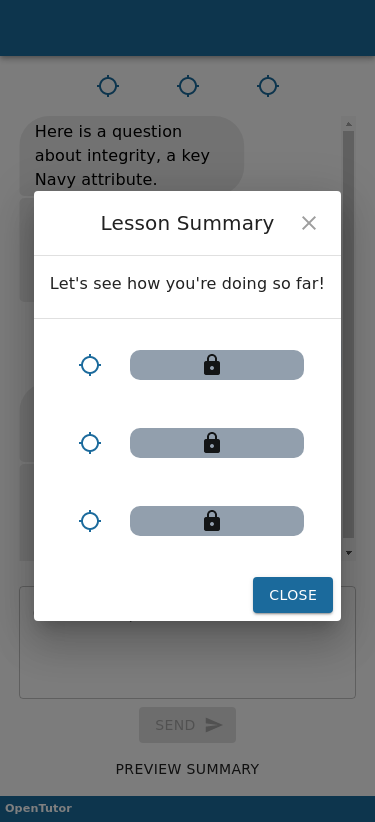 Here is a question
about integrity, a key
Navy attribute.
Lesson Summary
Let's see how you're doing so far!
CLOSE
SEND
PREVIEW SUMMARY
OpenTutor